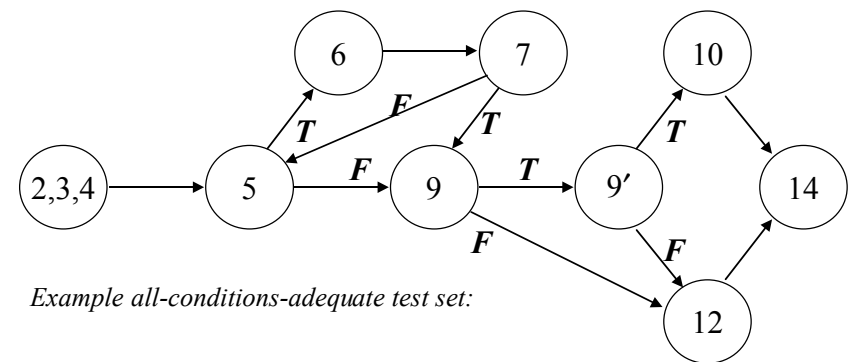 6
7
10
F
T
T
T
2,3,4
5
F
9
T
9′
14
F
F
Example all-conditions-adequate test set:
12